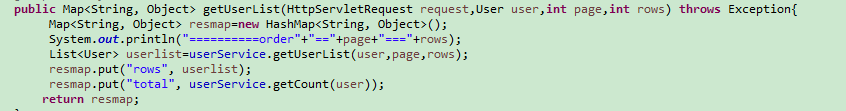 public Map<String, Object> getUserList(HttpServletRequest request,User user,int page,int rows) throws Exception{
Map<String, Object> resmap=new HashMap<String, Object>();
System.out.println("==========order"+"=="+page+"==="+rows);
List<User> userlist=userService.getUserList(user,page,rows);
resmap.put("rows", userlist);
resmap.put("total", userService.getCount(user));
return resmap;